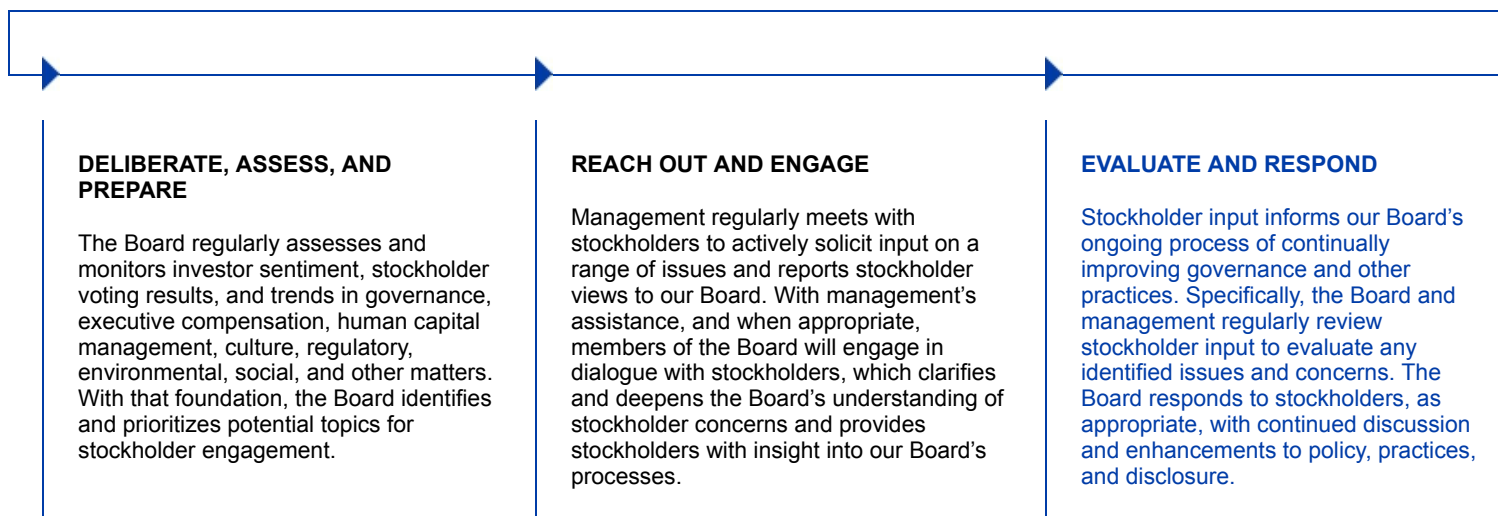 DELIBERATE, ASSESS, AND
PREPARE
The Board regularly assesses and
monitors investor sentiment, stockholder
voting results, and trends in governance,
executive compensation, human capital
management, culture, regulatory,
environmental, social, and other matters.
With that foundation, the Board identifies
and prioritizes potential topics for
stockholder engagement.
REACH OUT AND ENGAGE
Management regularly meets with
stockholders to actively solicit input on a
range of issues and reports stockholder
views to our Board. With management’s
assistance, and when appropriate,
members of the Board will engage in
dialogue with stockholders, which clarifies
and deepens the Board’s understanding of
stockholder concerns and provides
stockholders with insight into our Board’s
processes.
EVALUATE AND RESPOND
Stockholder input informs our Board’s
ongoing process of continually
improving governance and other
practices. Specifically, the Board and
management regularly review
stockholder input to evaluate any
identified issues and concerns. The
Board responds to stockholders, as
appropriate, with continued discussion
and enhancements to policy, practices,
and disclosure.